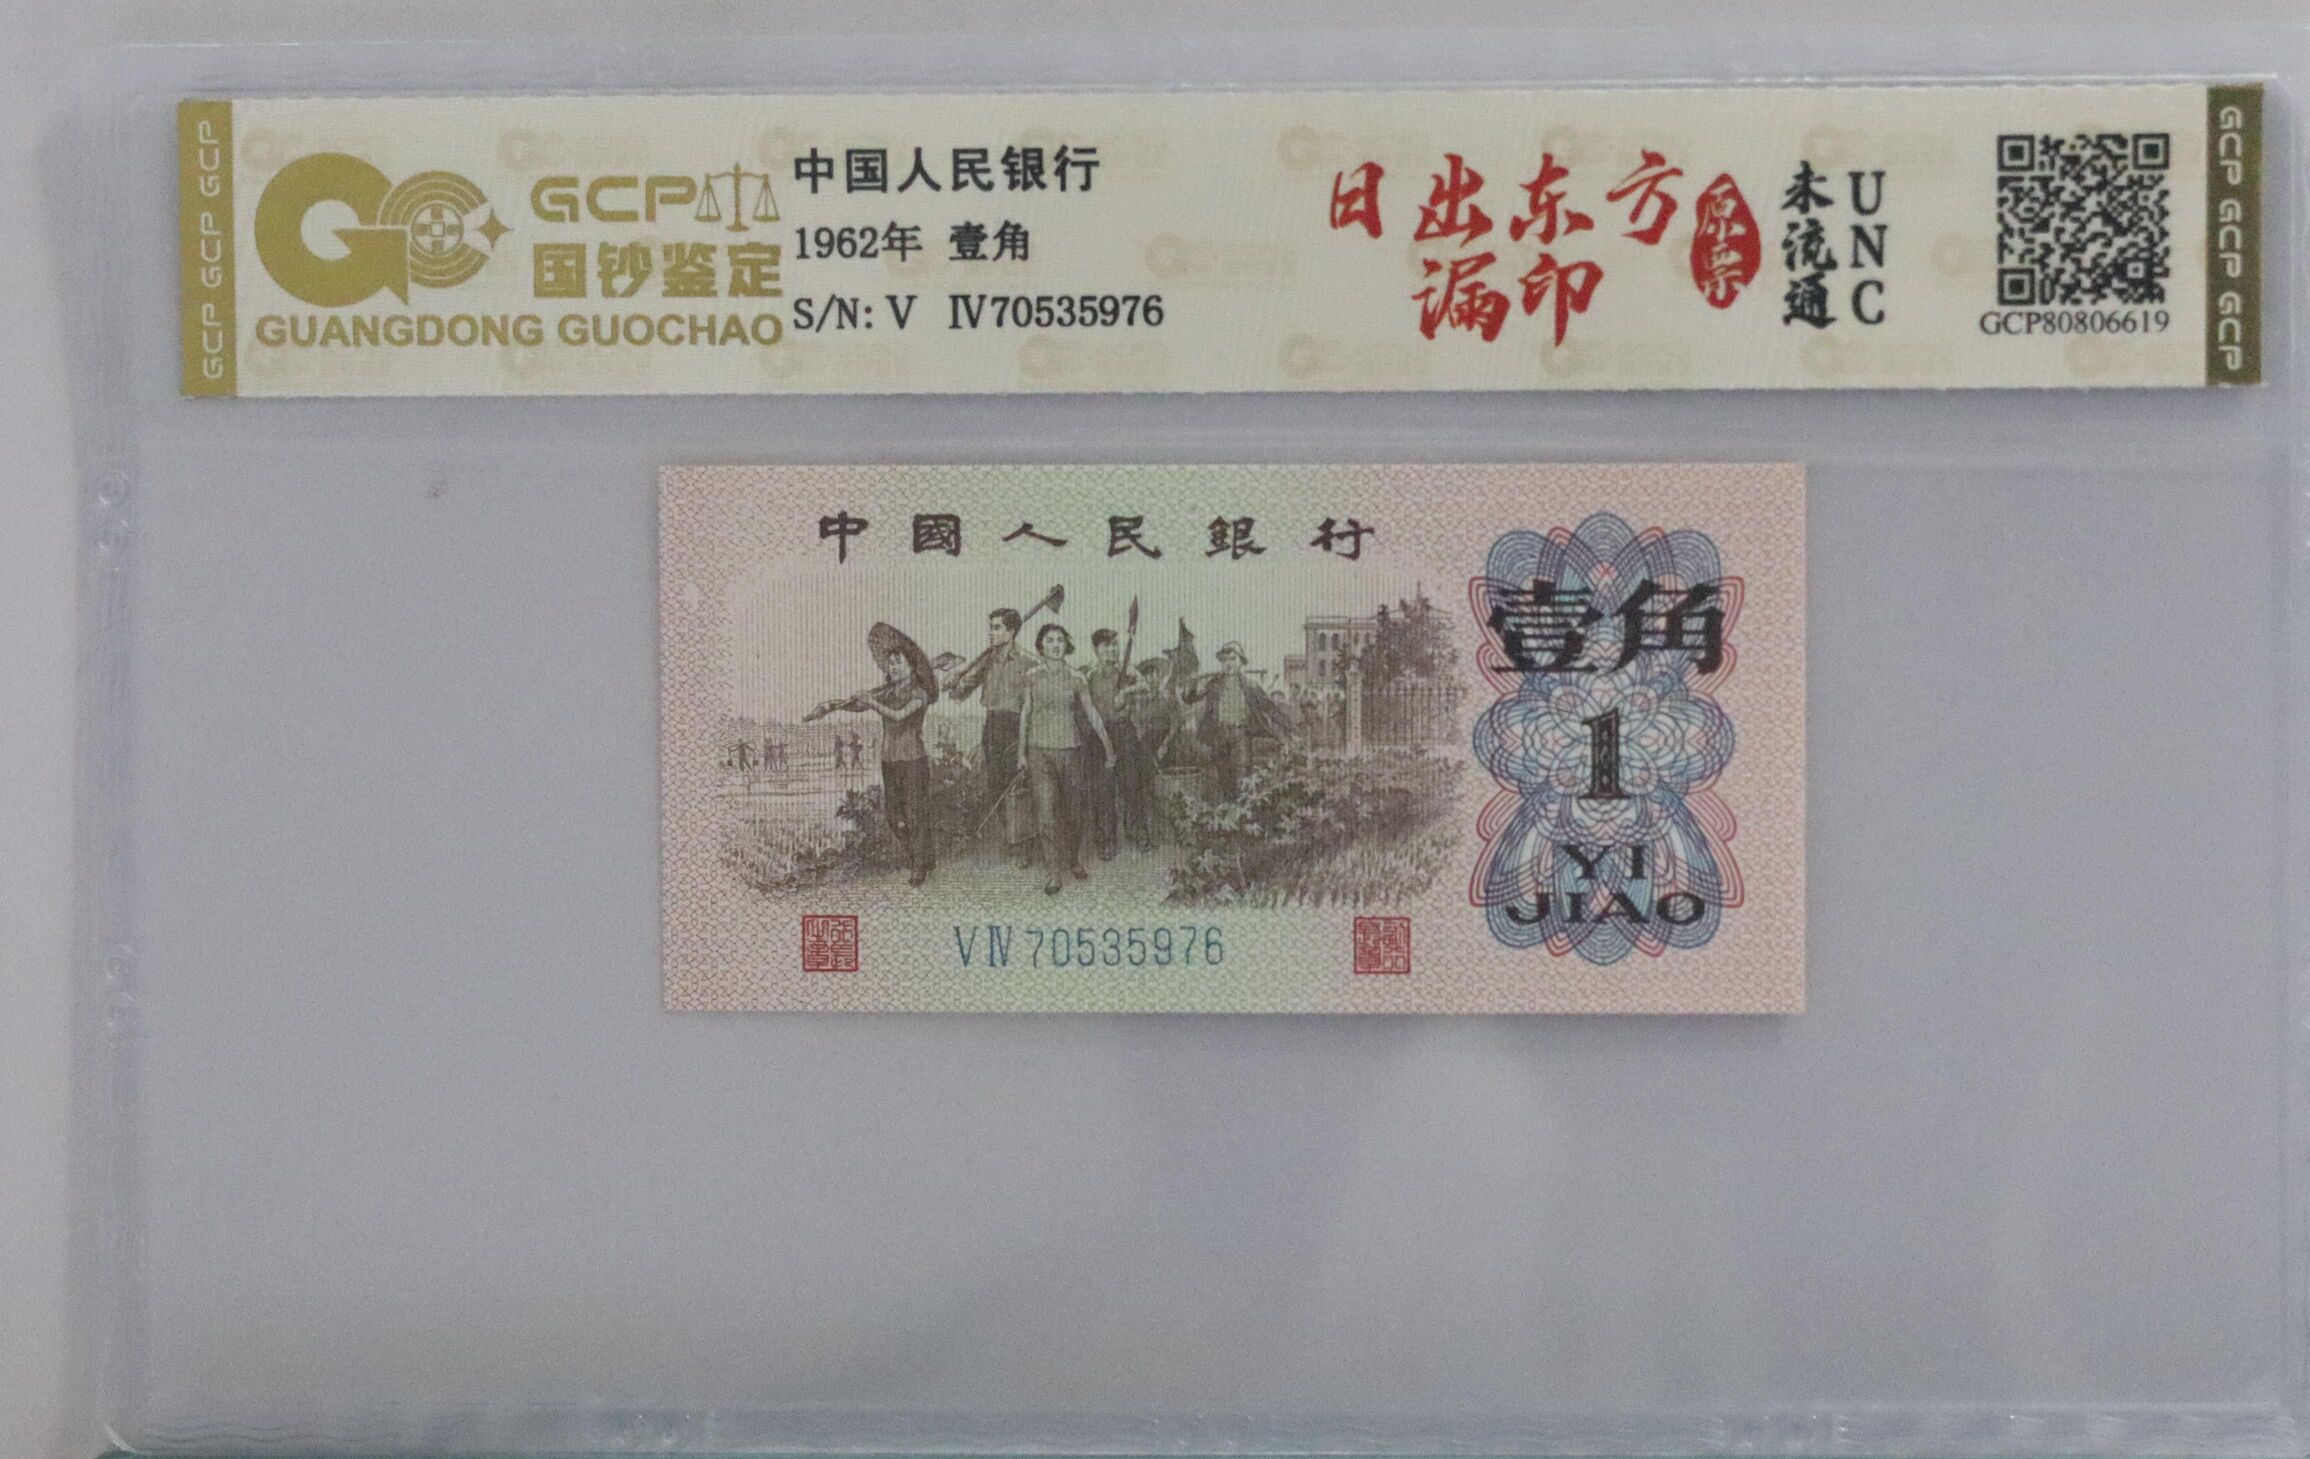 GCP GCP GCP
GCP
国钞鉴定
GUANGDONG GUOCHAO
中国人民银行
1962年 壹角
S/N: V Ⅳ70535976
日出东方
漏印
原票
未流通
UNC
GCP80806619
GCP GCP GCP
中國人民銀行
壹角
1
YI
JIAO
VⅣ70535976